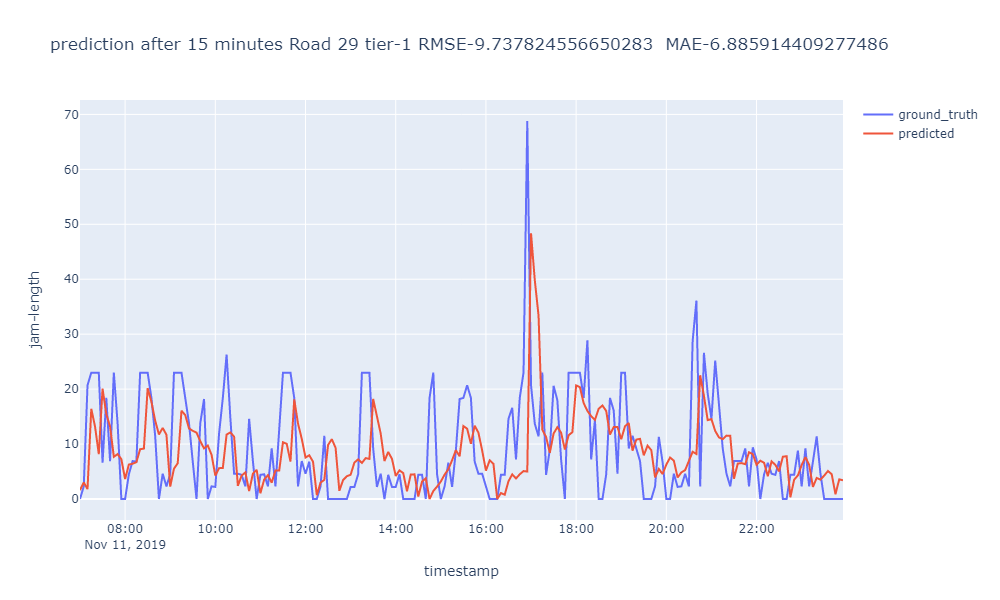 prediction after 15 minutes Road 29 tier-1 RMSE-9.737824556650283  MAE-6.885914409277486
ground_truth
predicted
jam-length
70
60
50
40
30
20
10
0
08:00 10:00 12:00 14:00 16:00 18:00 20:00 22:00
Nov 11, 2019
timestamp